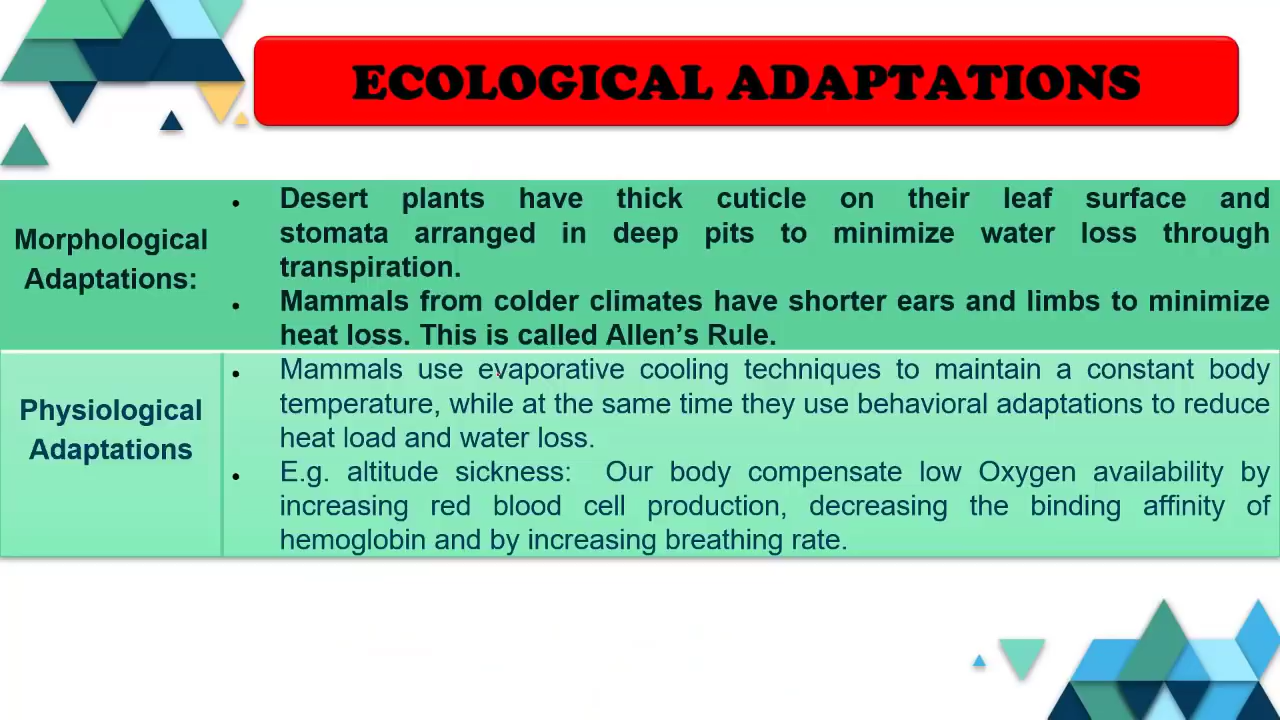 ECOLOGICAL ADAPTATIONS
Morphological
Adaptations:
• Desert plants have thick cuticle on their leaf surface and
stomata arranged in deep pits to minimize water loss through
transpiration.
• Mammals from colder climates have shorter ears and limbs to minimize
heat loss. This is called Allen's Rule.
Physiological
Adaptations
• Mammals use evaporative cooling techniques to maintain a constant body
temperature, while at the same time they use behavioral adaptations to reduce
heat load and water loss.
• E.g. altitude sickness: Our body compensate low Oxygen availability by
increasing red blood cell production, decreasing the binding affinity of
hemoglobin and by increasing breathing rate.